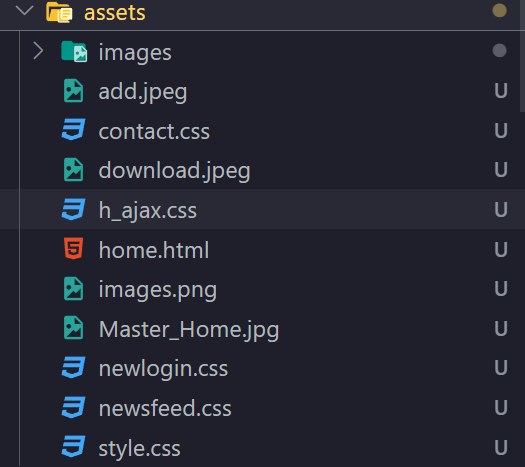 assets
images
add.jpeg U
contact.css U
download.jpeg U
h_ajax.css U
home.html U
images.png U
Master_Home.jpg U
newlogin.css U
newsfeed.css U
style.css U